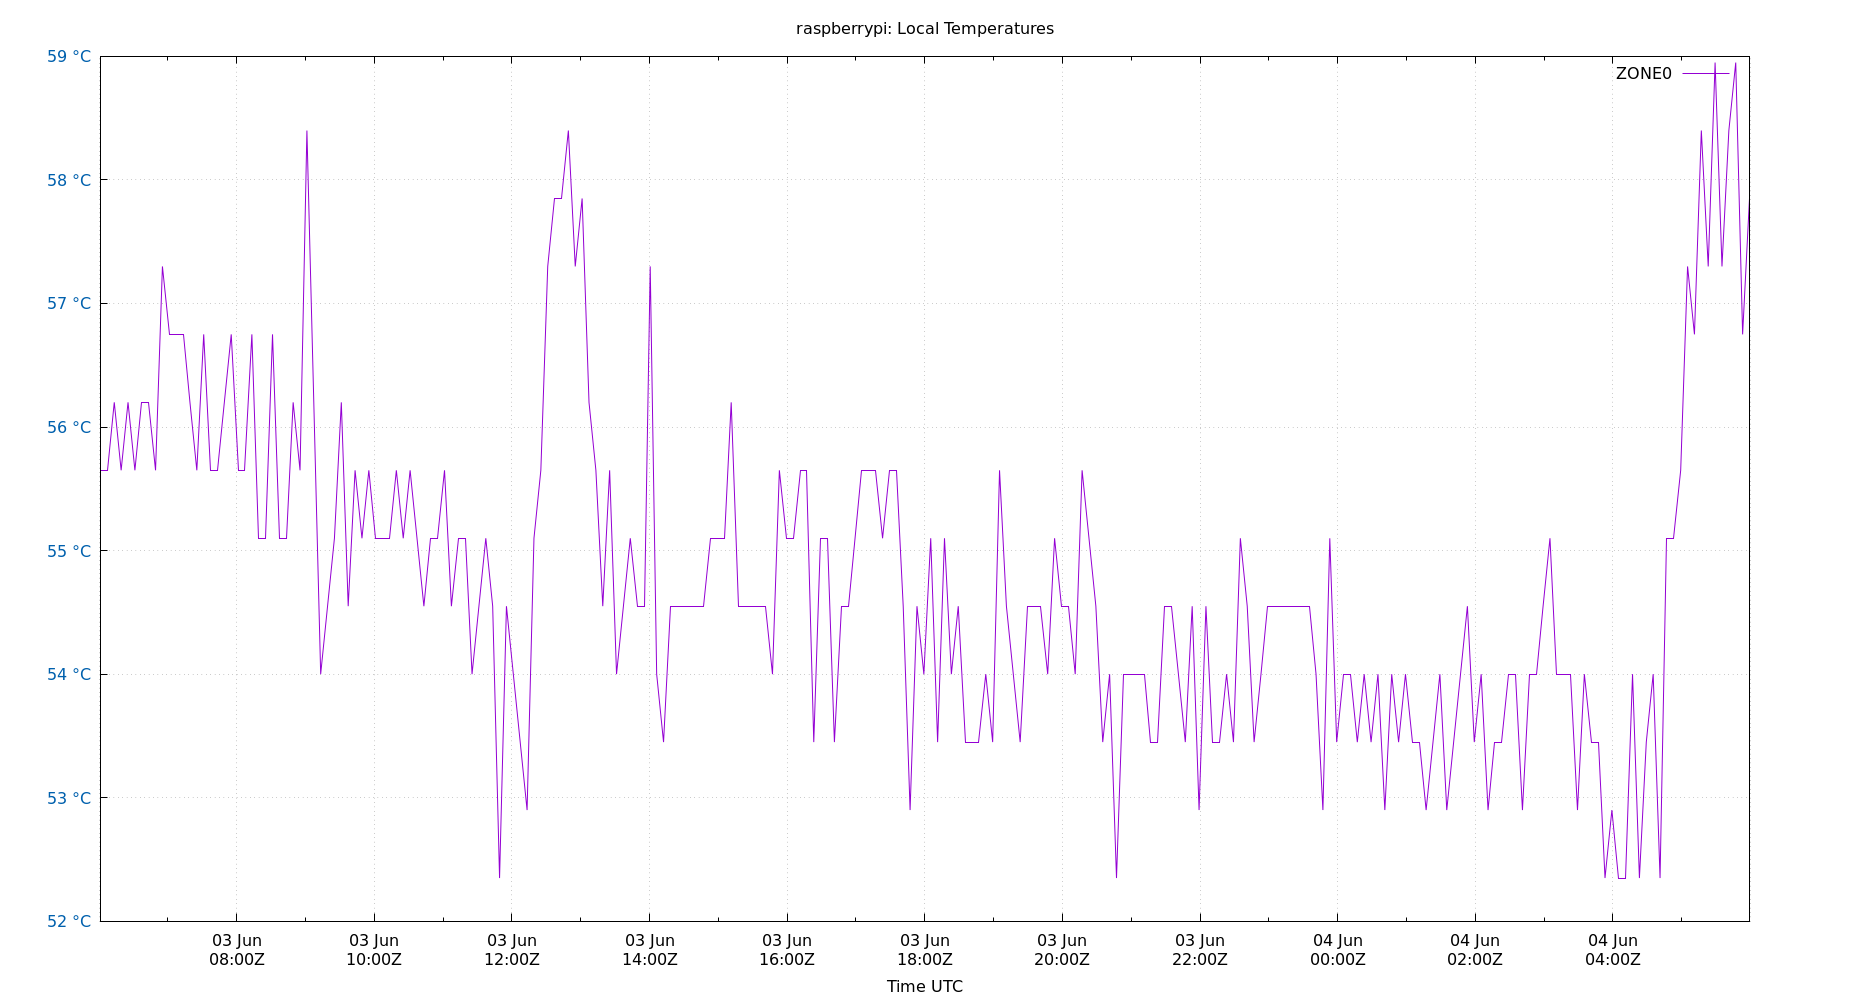 raspberrypi: Local Temperatures
59 °C
ZONE0
58 °C
57 °C
56 °C
55 °C
54 °C
53 °C
52 °C
03 Jun 03 Jun 03 Jun 03 Jun 03 Jun 03 Jun 03 Jun 03 Jun 04 Jun 04 Jun 04 Jun
08:00Z 10:00Z 12:00Z 14:00Z 16:00Z 18:00Z 20:00Z 22:00Z 00:00Z 02:00Z 04:00Z
Time UTC